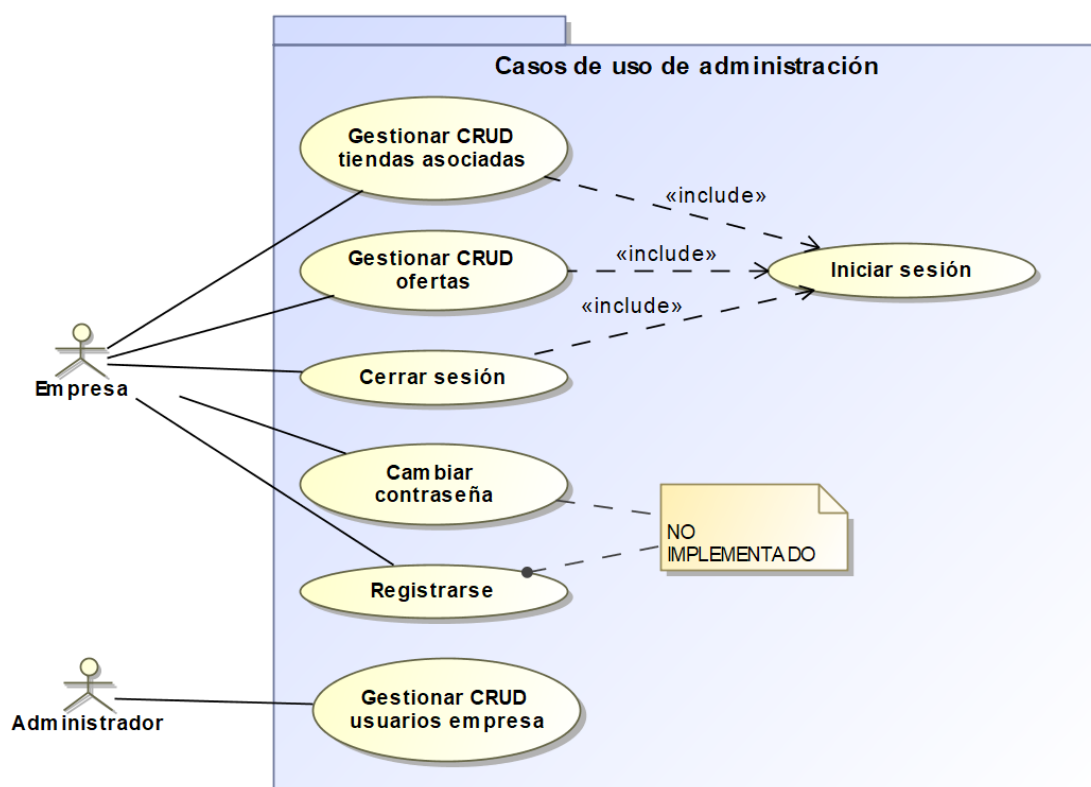 Casos de uso de administración
Gestionar CRUD
tiendas asociadas
«include»
Gestionar CRUD
ofertas
«include»
Iniciar sesión
«include»
Cerrar sesión
Empresa
Cambiar
contraseña
NO
IMPLEMENTADO
Registrarse
Gestionar CRUD
usuarios empresa
Administrador